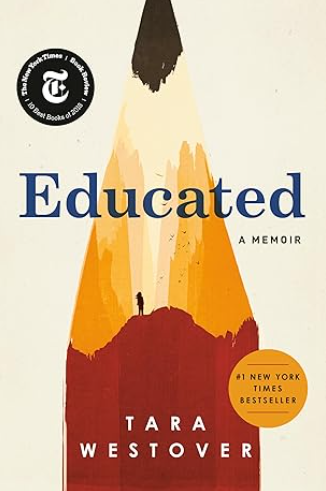 The New York Times | Book Review
T
| 10 Best Books of 2018 |
Educated
A MEMOIR
#1 NEW YORK
TIMES
BESTSELLER
TARA
WESTOVER